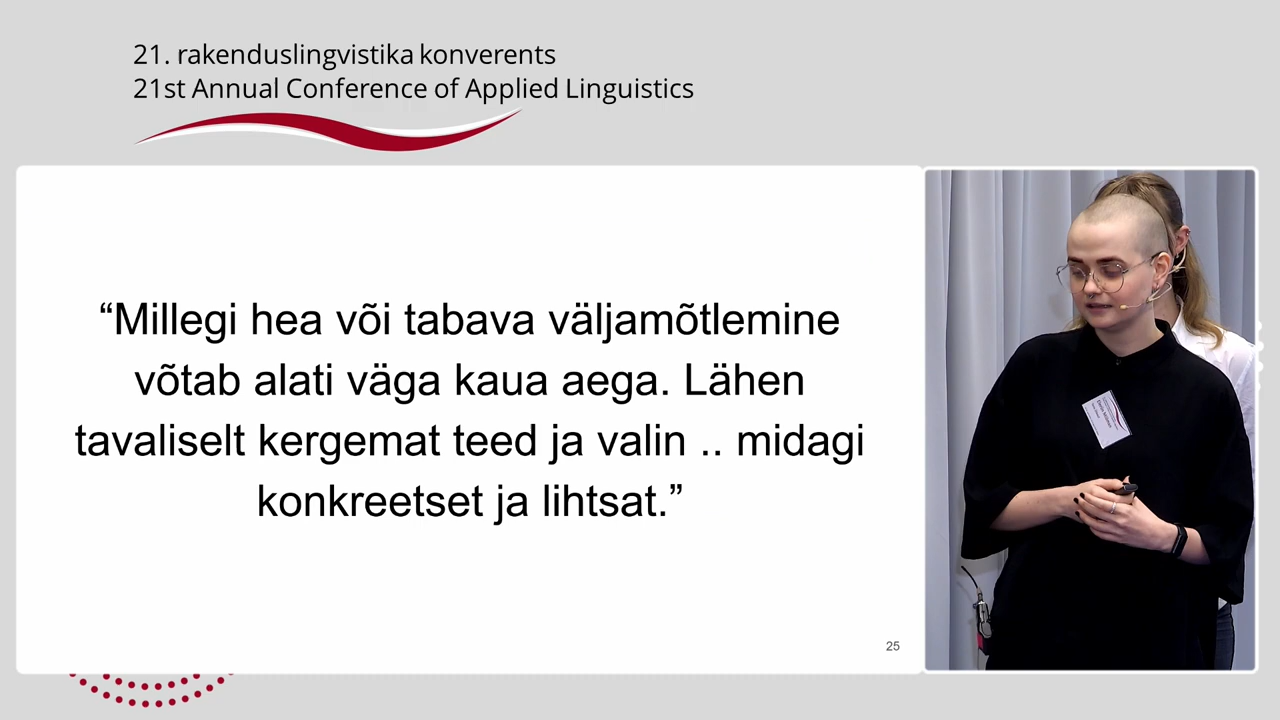 21. rakenduslingvistika konverents
21st Annual Conference of Applied Linguistics
“Millegi hea või tabava väljamõtlemine
võtab alati väga kaua aega. Lähen
tavaliselt kergemat teed ja valin .. midagi
konkreetset ja lihtsat.”
25